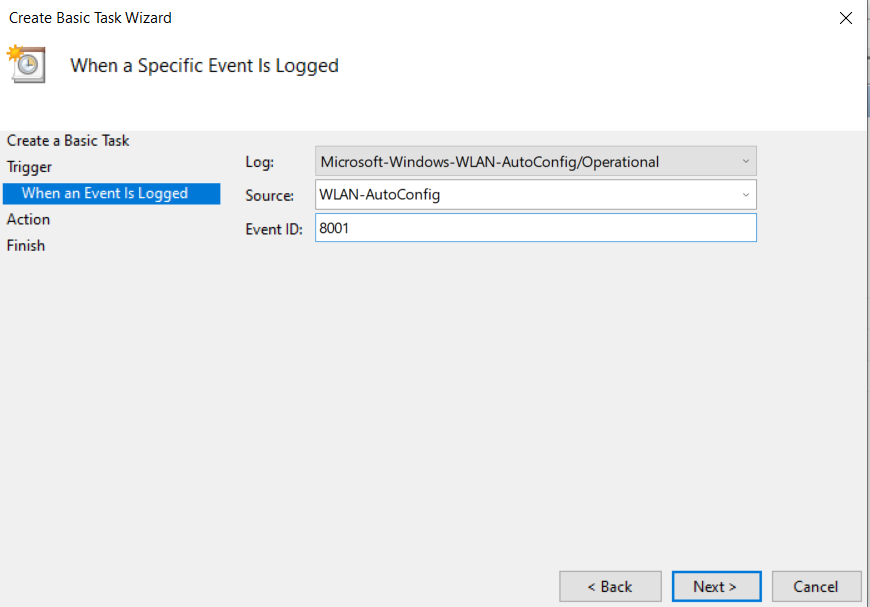 Create Basic Task Wizard
When a Specific Event Is Logged
Create a Basic Task
Trigger
When an Event Is Logged
Action
Finish
Log: Microsoft-Windows-WLAN-AutoConfig/Operational
Source: WLAN-AutoConfig
Event ID: 8001
< Back Next > Cancel